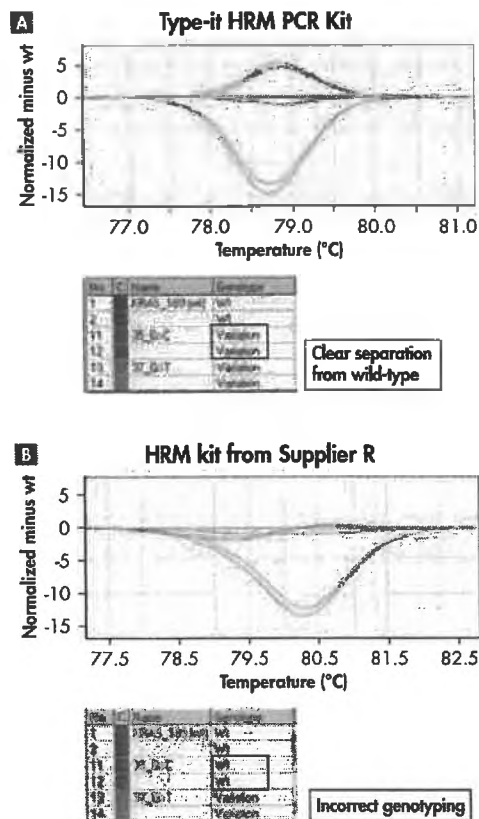 A Type-it HRM PCR Kit
Normalized minus wt
5
0
-5
-10
-15
77.0 78.0 79.0 80.0 81.0
Temperature (°C)
No. C Name Genotype
1 Wt
2 Wt
11 Variation
12 Variation
13 Variation
14 Variation
Clear separation
from wild-type
B HRM kit from Supplier R
Normalized minus wt
5
0
-5
-10
-15
77.5 78.5 79.5 80.5 81.5 82.5
Temperature (°C)
Wt
Wt
Wt
Wt
Variation
Variation
Incorrect genotyping